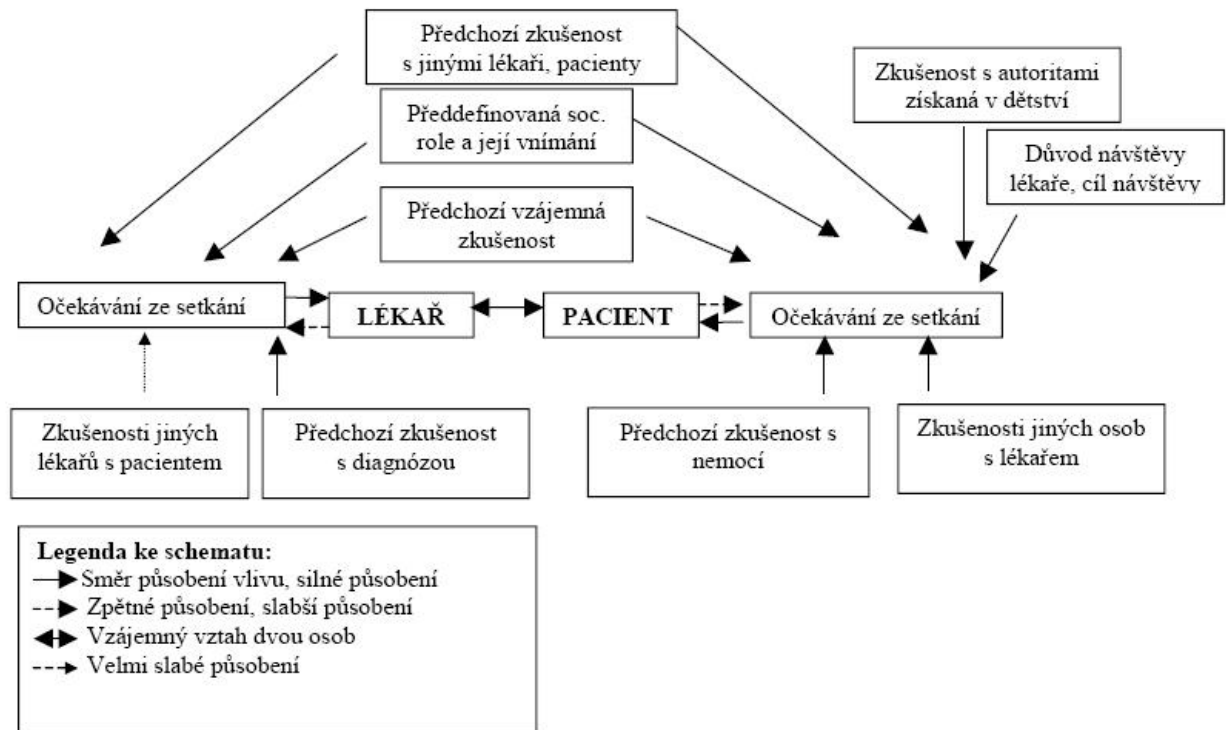 Předchozí zkušenost
s jinými lékaři, pacienty
Zkušenost s autoritami
získaná v dětství
Předdefinovaná soc.
role a její vnímání
Důvod návštěvy
lékaře, cíl návštěvy
Předchozí vzájemná
zkušenost
Očekávání ze setkání
LÉKAŘ
PACIENT
Očekávání ze setkání
Zkušenosti jiných
lékařů s pacientem
Předchozí zkušenost
s diagnózou
Předchozí zkušenost s
nemocí
Zkušenosti jiných osob
s lékařem
Legenda ke schematu:
Směr působení vlivu, silné působení
Zpětné působení, slabší působení
Vzájemný vztah dvou osob
Velmi slabé působení